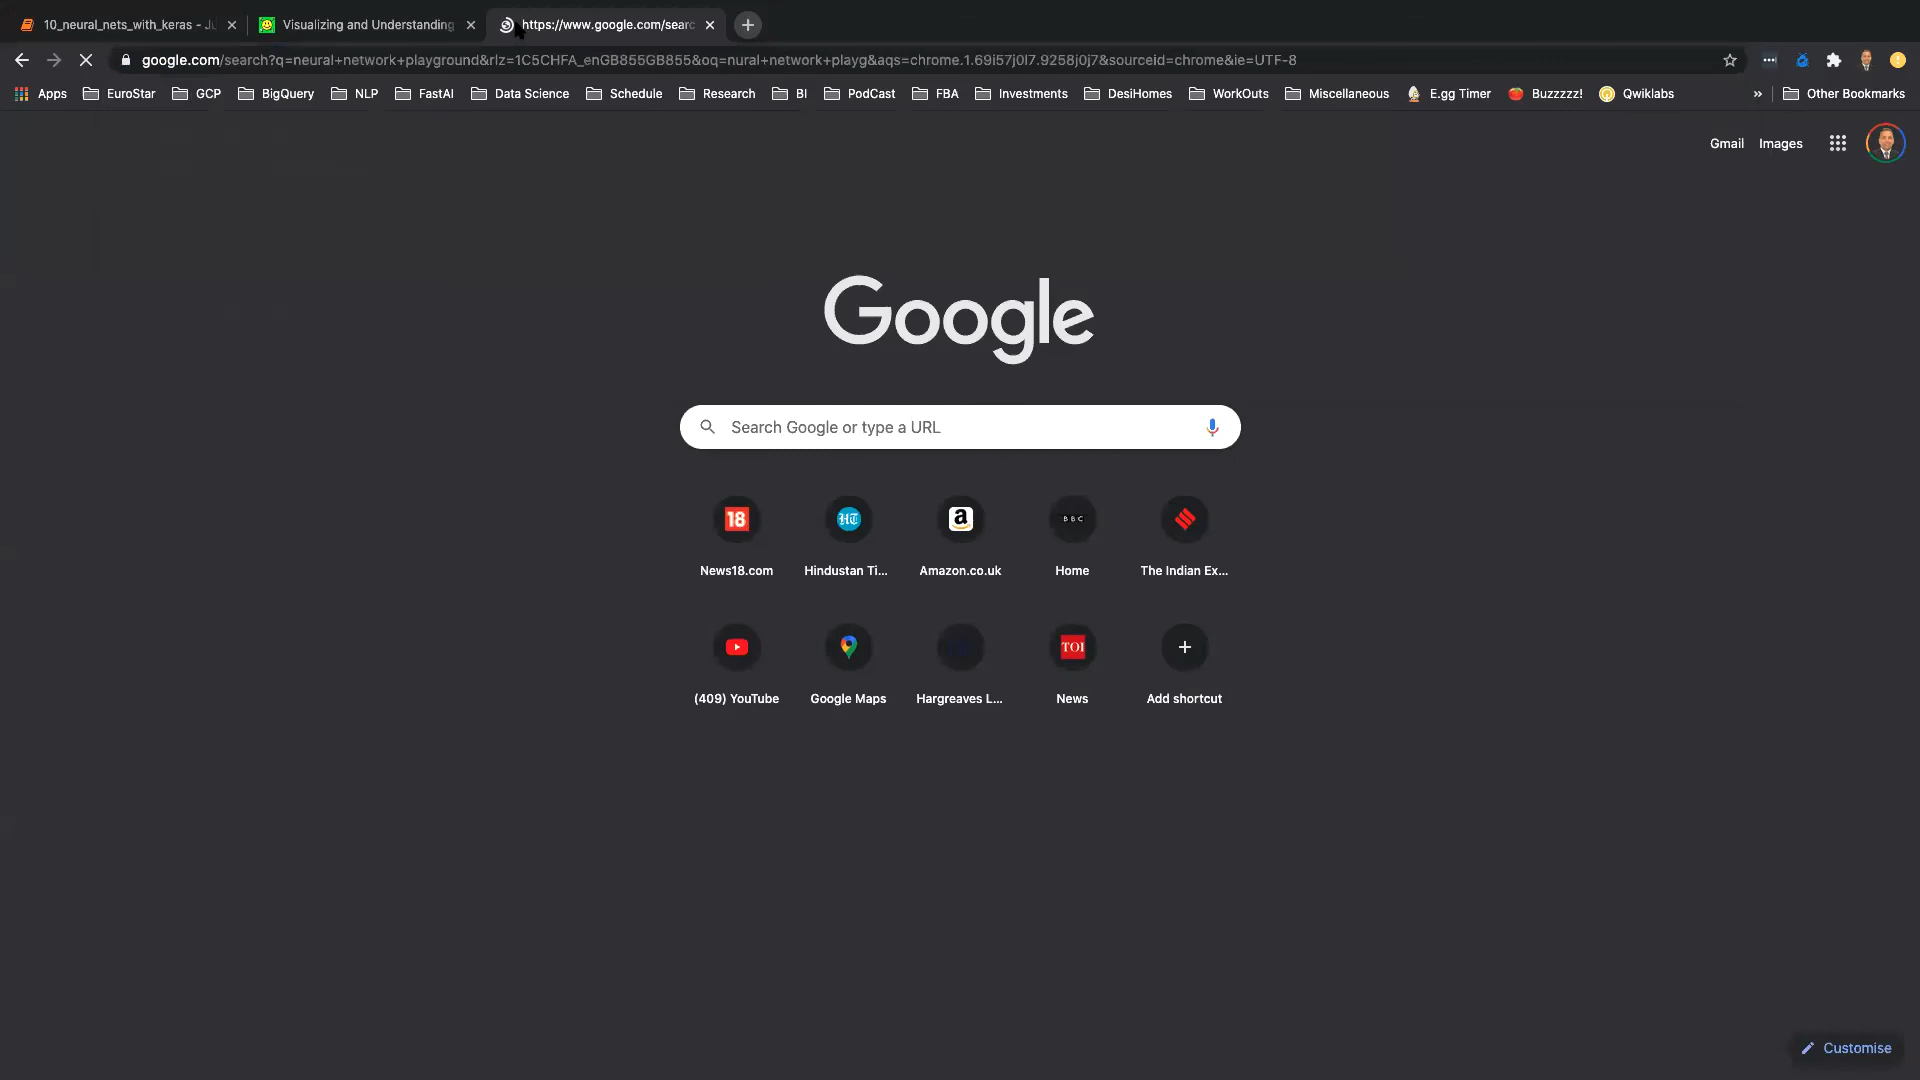 10_neural_nets_with_keras - Ju
Visualizing and Understanding
https://www.google.com/searc
google.com/search?q=neural+network+playground&rlz=1C5CHFA_enGB855GB855&oq=nural+network+playg&aqs=chrome.1.69i57j0l7.9258j0j7&sourceid=chrome&ie=UTF-8
Apps EuroStar GCP BigQuery NLP FastAI Data Science Schedule Research BI PodCast FBA Investments DesiHomes WorkOuts Miscellaneous E.gg Timer Buzzzzz! Qwiklabs » Other Bookmarks
Gmail Images
Google
Search Google or type a URL
18 HT a BBC
News18.com Hindustan Ti... Amazon.co.uk Home The Indian Ex...
TOI
(409) YouTube Google Maps Hargreaves L... News Add shortcut
Customise